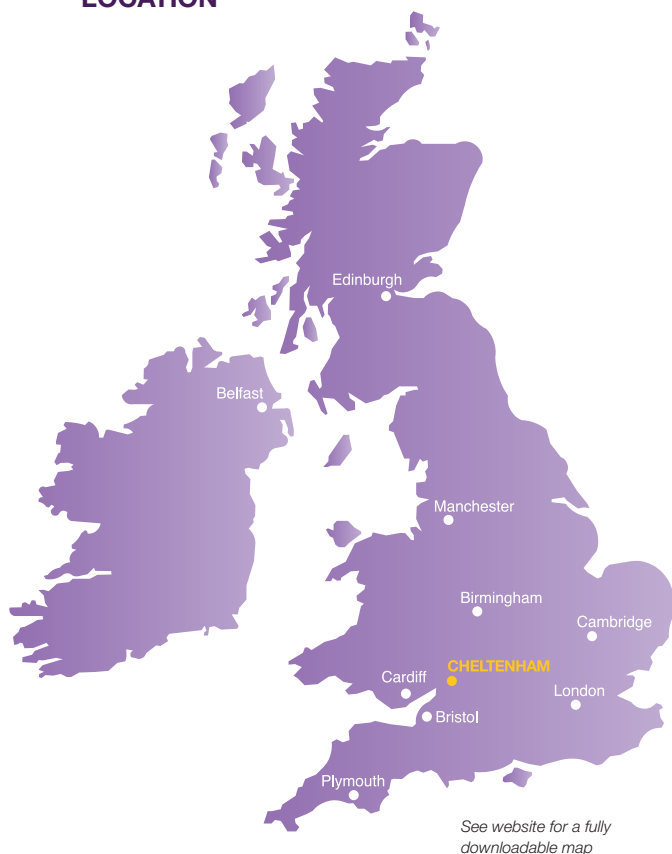 LOCATION
Edinburgh
Belfast
Manchester
Birmingham
Cambridge
CHELTENHAM
Cardiff
London
Bristol
Plymouth
See website for a fully
downloadable map